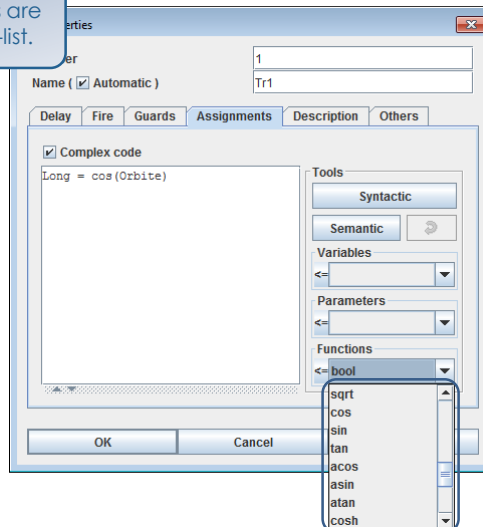 are
-list.
1
Name ( Automatic )
Tr1
Delay Fire Guards Assignments Description Others
Complex code
Long = cos(Orbite)
Tools
Syntactic
Semantic
Variables
<=
Parameters
<=
Functions
<= bool
sqrt
cos
sin
tan
acos
asin
atan
cosh
OK Cancel